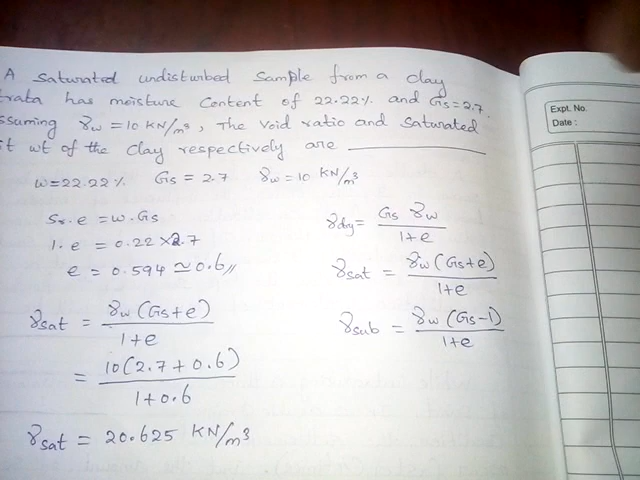 A Saturated undisturbed Sample from a clay
trata has moisture Content of 22.22% and Gs=2.7.
ssuming γw = 10 KN/m³, The Void ratio and Saturated
it wt of the clay respectively are
w=22.22% Gs = 2.7 γw=10 KN/m³
Sr.e = w.Gs
1.e = 0.22×2.7
e = 0.594 ≃ 0.6
γsat = γw(Gs+e)/1+e
= 10(2.7+0.6)/1+0.6
γsat = 20.625 KN/m³
γdry = Gs γw/1+e
γsat = γw(Gs+e)/1+e
γsub = γw(Gs-1)/1+e
Expt. No.
Date :